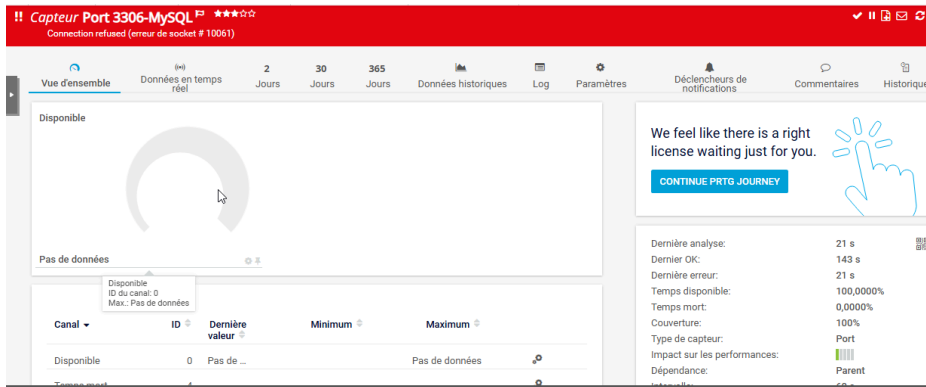 !! Capteur Port 3306-MySQL
Connection refused (erreur de socket # 10061)
Vue d'ensemble
Données en temps réel
2 Jours
30 Jours
365 Jours
Données historiques
Log
Paramètres
Déclencheurs de notifications
Commentaires
Historique
Disponible
Pas de données
Disponible
ID du canal: 0
Max.: Pas de données
Canal ID Dernière valeur Minimum Maximum
Disponible 0 Pas de ... Pas de données
Temps mort -4
We feel like there is a right
license waiting just for you.
CONTINUE PRTG JOURNEY
Dernière analyse: 21 s
Dernier OK: 143 s
Dernière erreur: 21 s
Temps disponible: 100,0000%
Temps mort: 0,0000%
Couverture: 100%
Type de capteur: Port
Impact sur les performances:
Dépendance: Parent
Intervalle: 60 s